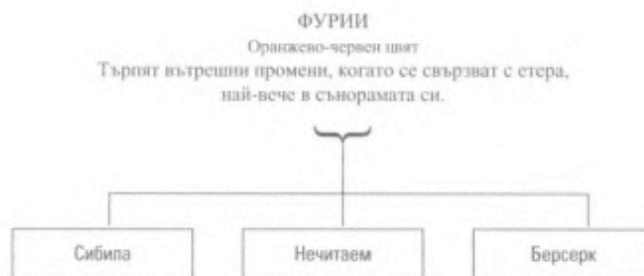 ФУРИИ
Оранжево-червен цвят
Търпят вътрешни промени, когато се свързват с етера,
най-вече в сънорамата си.
Сибила
Нечитаем
Берсерк